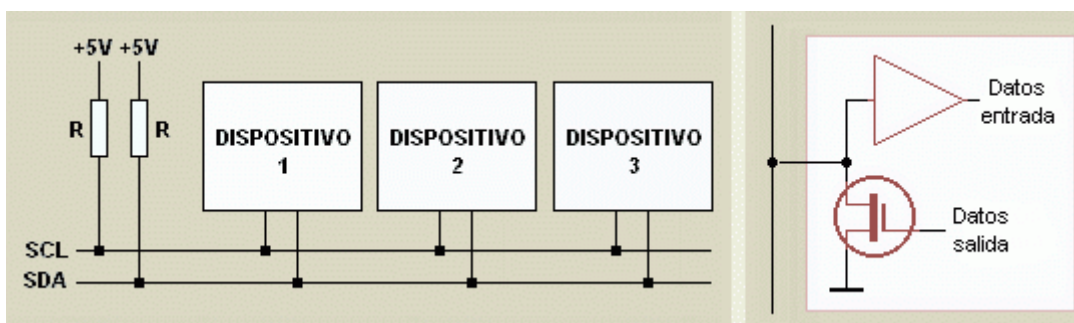 +5V +5V
R R
DISPOSITIVO
1
DISPOSITIVO
2
DISPOSITIVO
3
SCL
SDA
Datos
entrada
Datos
salida